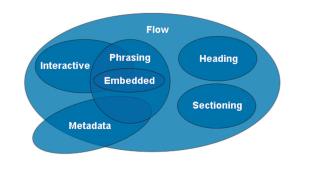 Flow
Phrasing
Heading
Interactive
Embedded
Sectioning
Metadata